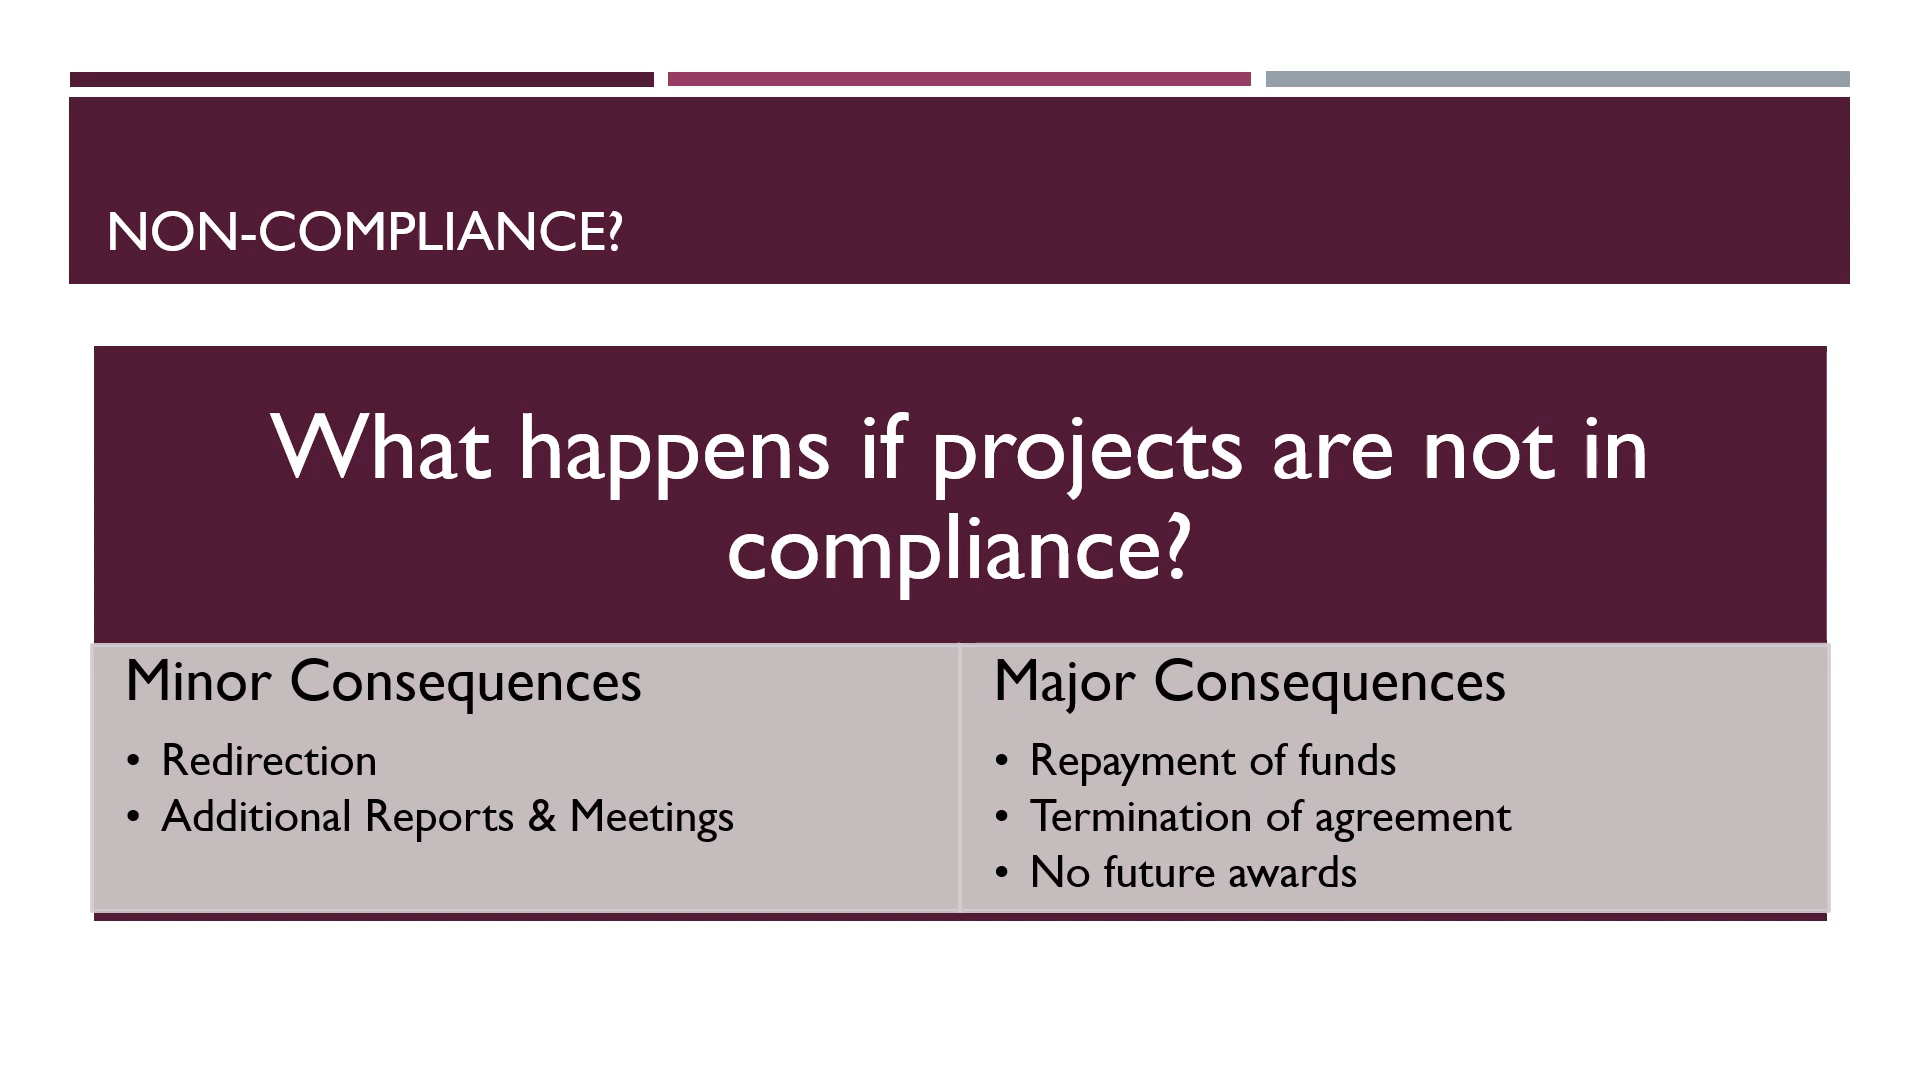 NON-COMPLIANCE?
What happens if projects are not in
compliance?
Minor Consequences
• Redirection
• Additional Reports & Meetings
Major Consequences
• Repayment of funds
• Termination of agreement
• No future awards